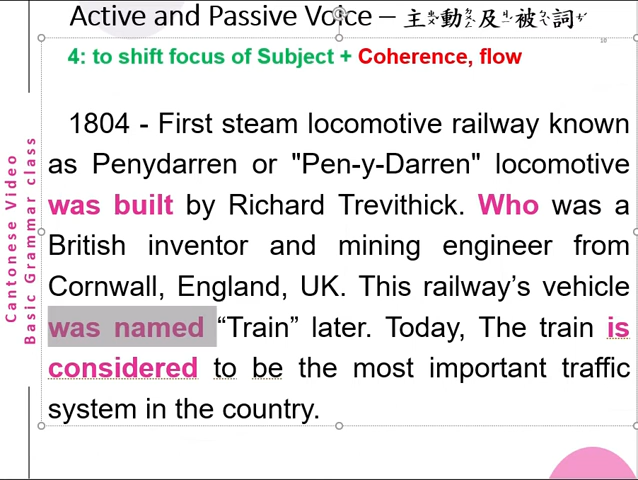 Active and Passive Voice – 主動及被詞
4: to shift focus of Subject + Coherence, flow
16
1804 - First steam locomotive railway known
as Penydarren or "Pen-y-Darren" locomotive
was built by Richard Trevithick. Who was a
British inventor and mining engineer from
Cornwall, England, UK. This railway’s vehicle
was named “Train” later. Today, The train is
considered to be the most important traffic
system in the country.
Cantonese Video
Basic Grammar class